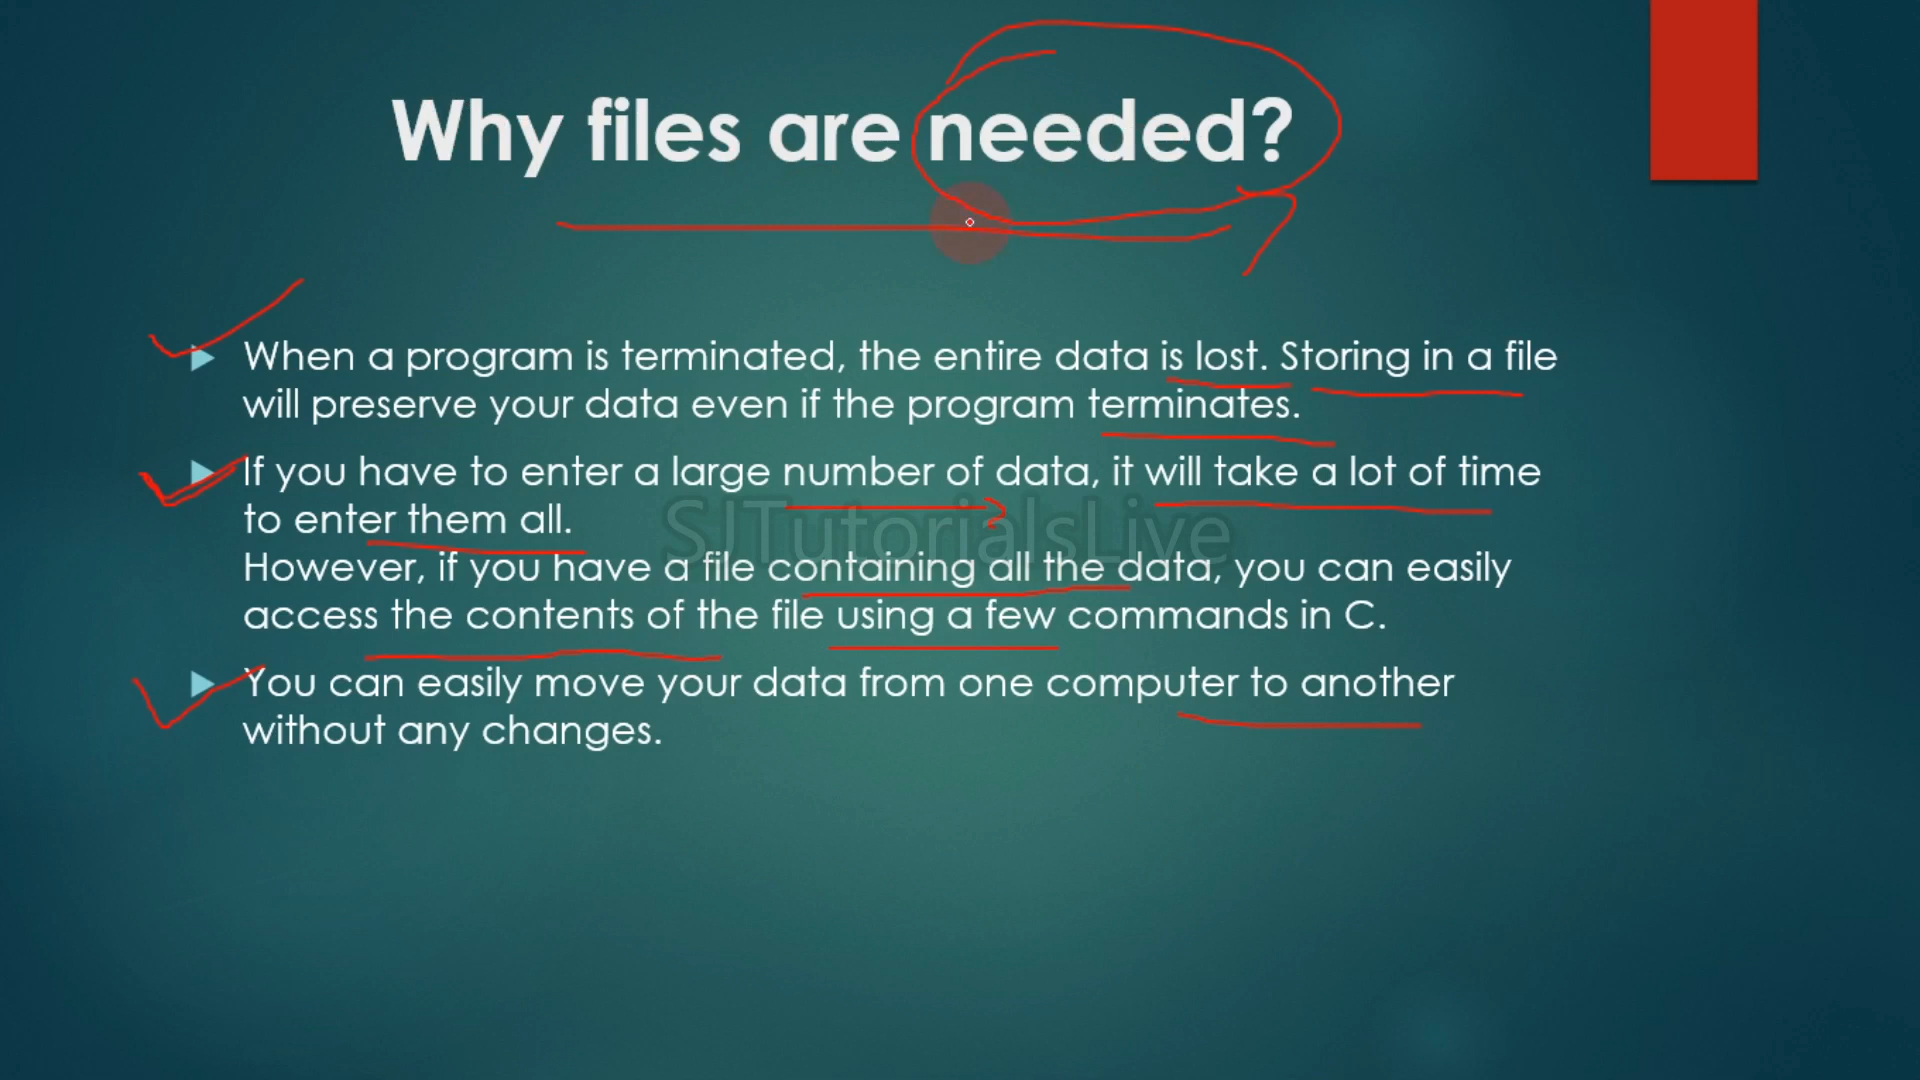 Why files are needed?
When a program is terminated, the entire data is lost. Storing in a file
will preserve your data even if the program terminates.
If you have to enter a large number of data, it will take a lot of time
to enter them all.
SJTutorialsLive
However, if you have a file containing all the data, you can easily
access the contents of the file using a few commands in C.
You can easily move your data from one computer to another
without any changes.